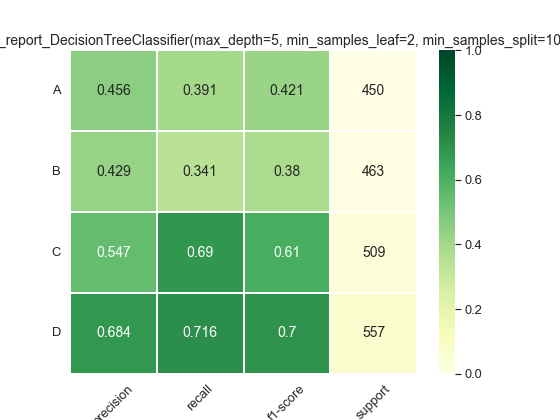 _report_DecisionTreeClassifier(max_depth=5, min_samples_leaf=2, min_samples_split=10
1.0
A 0.456 0.391 0.421 450
0.8
B 0.429 0.341 0.38 463
0.6
C 0.547 0.69 0.61 509
0.4
0.2
D 0.684 0.716 0.7 557
0.0
recision recall f1-score support